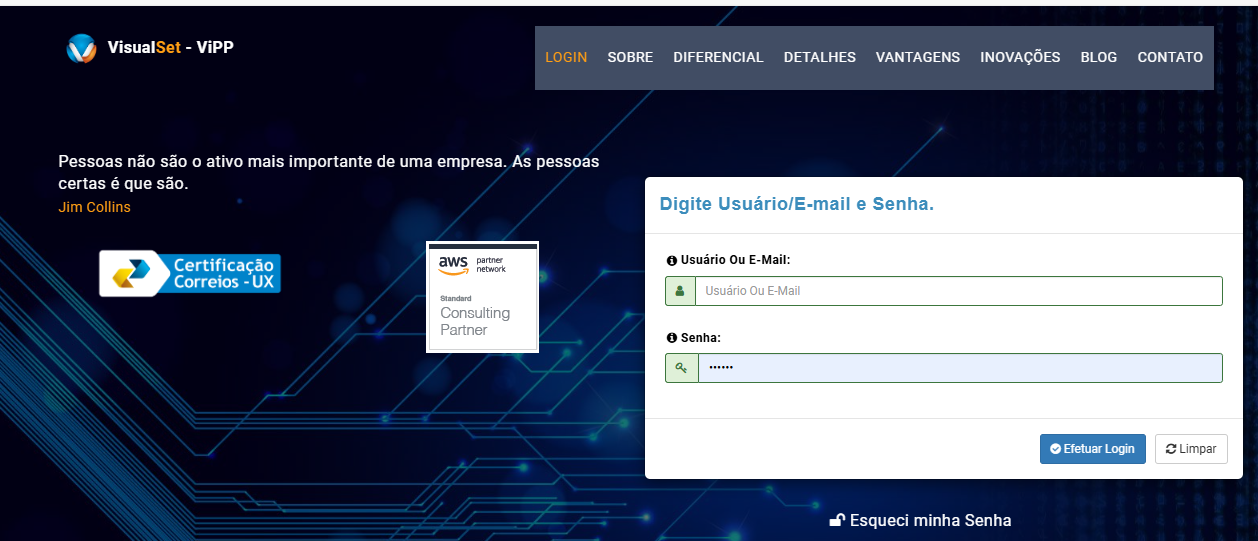 VisualSet - ViPP
LOGIN SOBRE DIFERENCIAL DETALHES VANTAGENS INOVAÇÕES BLOG CONTATO
Pessoas não são o ativo mais importante de uma empresa. As pessoas
certas é que são.
Jim Collins
Certificação
Correios - UX
aws partner
network
Standard
Consulting
Partner
Digite Usuário/E-mail e Senha.
Usuário Ou E-Mail:
Usuário Ou E-Mail
Senha:
••••••
Efetuar Login Limpar
Esqueci minha Senha